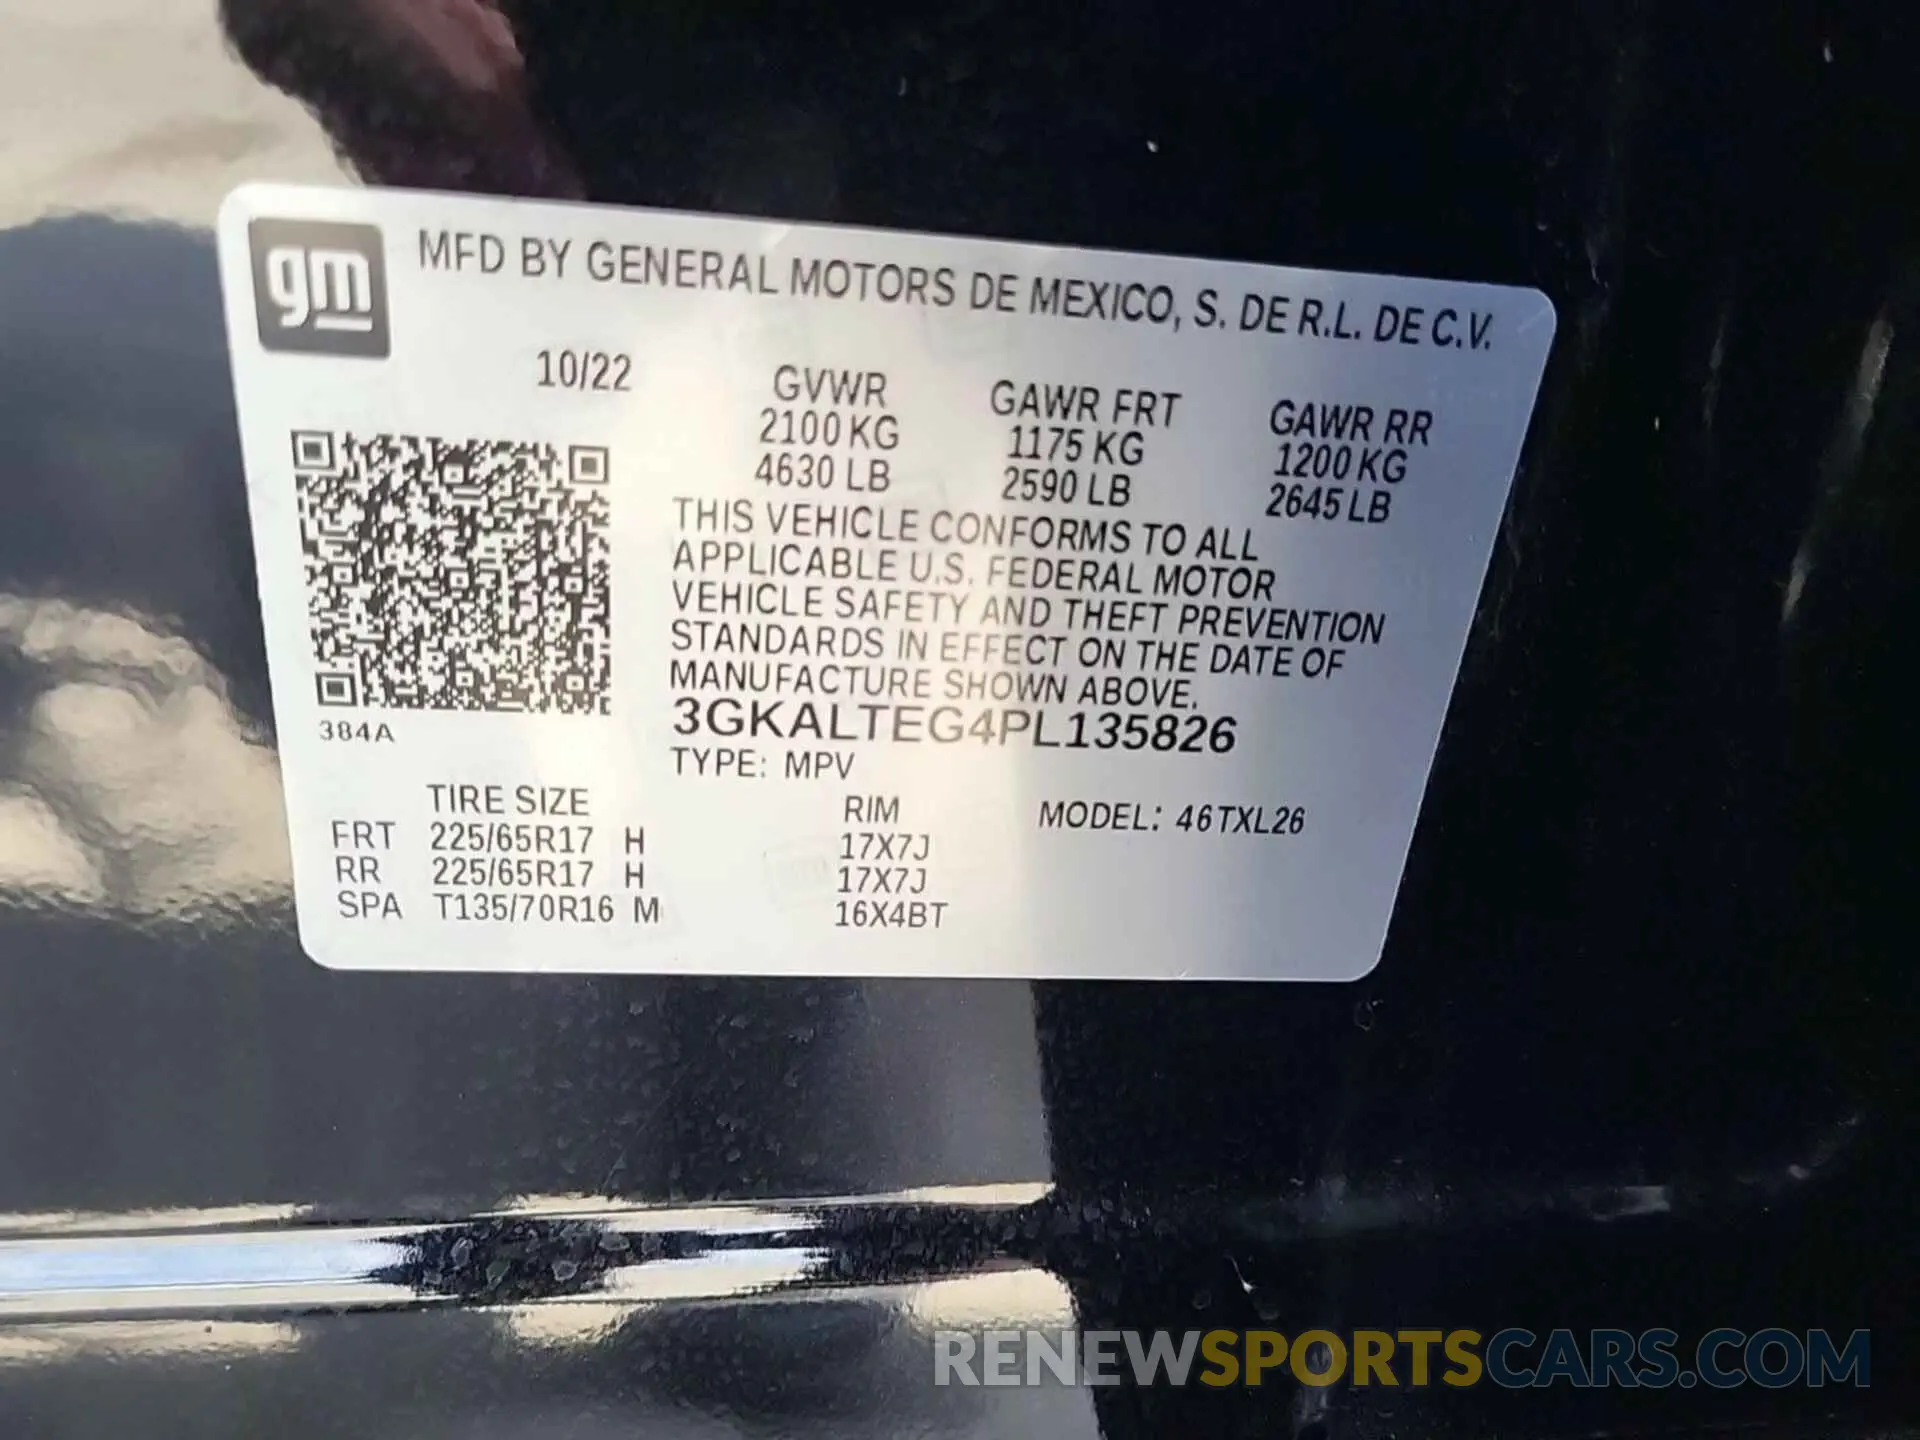 gm
MFD BY GENERAL MOTORS DE MEXICO, S. DE R.L. DE C.V.
10/22 GVWR GAWR FRT GAWR RR
2100 KG 1175 KG 1200 KG
4630 LB 2590 LB 2645 LB
THIS VEHICLE CONFORMS TO ALL
APPLICABLE U.S. FEDERAL MOTOR
VEHICLE SAFETY AND THEFT PREVENTION
STANDARDS IN EFFECT ON THE DATE OF
MANUFACTURE SHOWN ABOVE.
3GKALTEG4PL135826
384A
TYPE: MPV
TIRE SIZE RIM MODEL: 46TXL26
FRT 225/65R17 H 17X7J
RR 225/65R17 H 17X7J
SPA T135/70R16 M 16X4BT
RENEWSPORTSCARS.COM